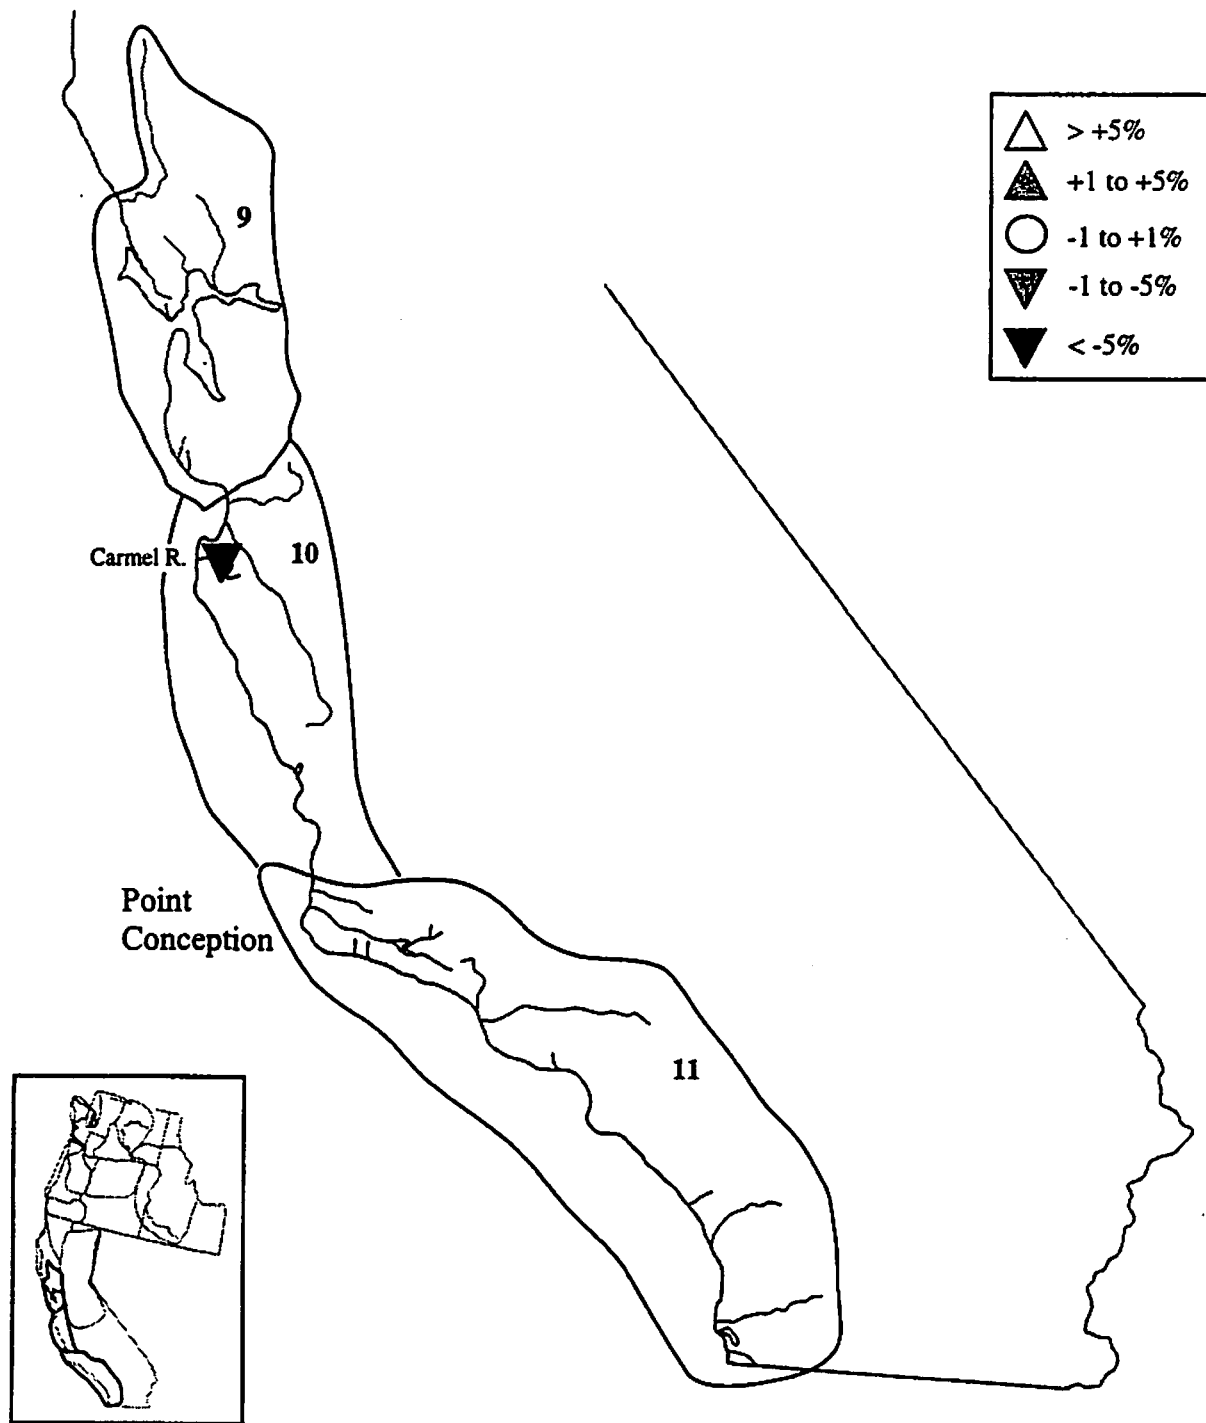 > +5%
+1 to +5%
-1 to +1%
-1 to -5%
< -5%
9
10
Carmel R.
Point
Conception
11